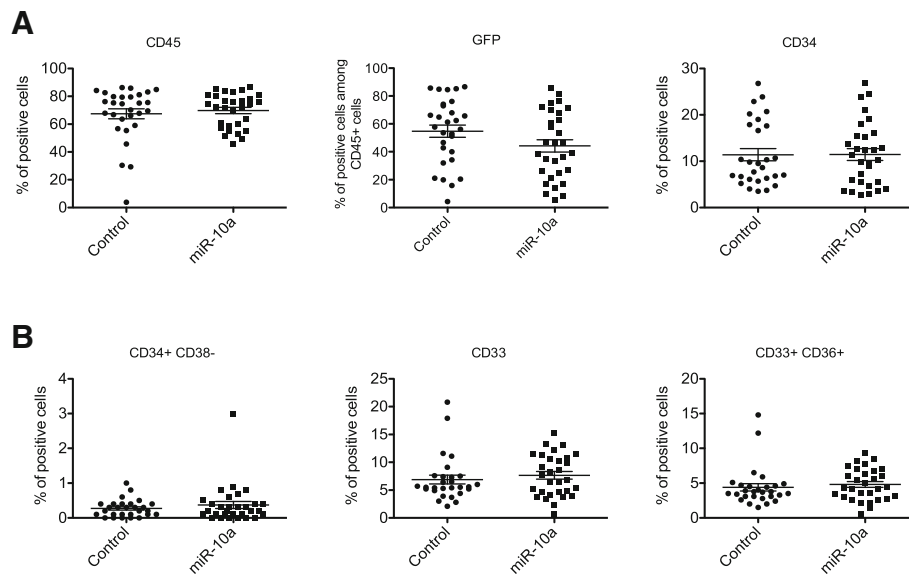 A
CD45
% of positive cells
100
80
60
40
20
0
Control
miR-10a
GFP
% of positive cells among
CD45+ cells
100
80
60
40
20
0
Control
miR-10a
CD34
% of positive cells
30
20
10
0
Control
miR-10a
B
CD34+ CD38-
% of positive cells
4
3
2
1
0
Control
miR-10a
CD33
% of positive cells
25
20
15
10
5
0
Control
miR-10a
CD33+ CD36+
% of positive cells
20
15
10
5
0
Control
miR-10a